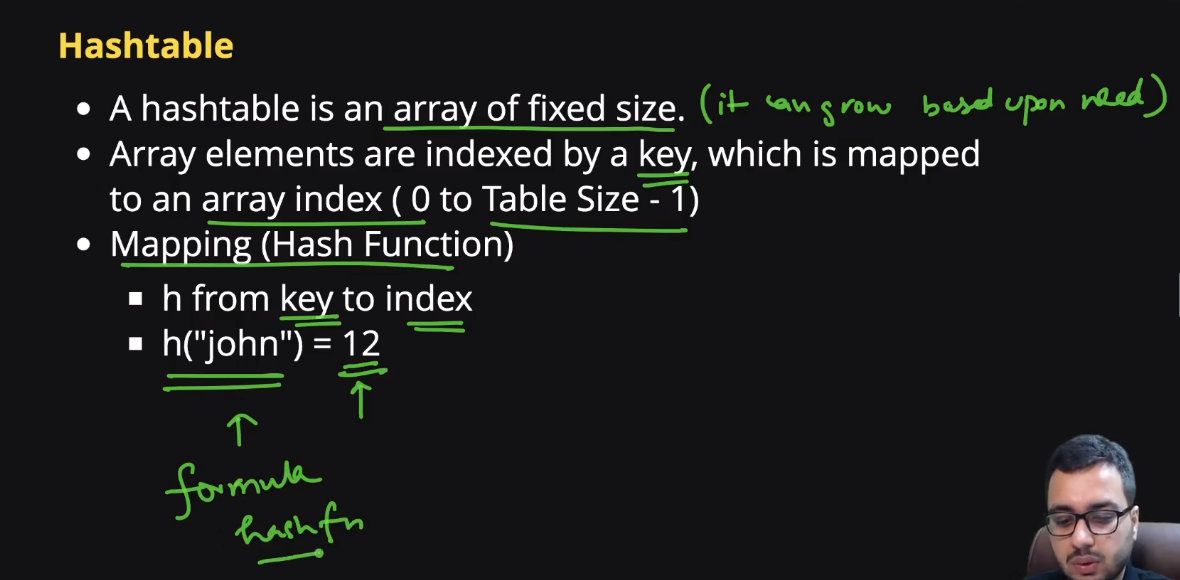 Hashtable
• A hashtable is an array of fixed size. (it can grow based upon need)
• Array elements are indexed by a key, which is mapped
to an array index ( 0 to Table Size - 1)
• Mapping (Hash Function)
▪ h from key to index
▪ h("john") = 12
formula
hash fn